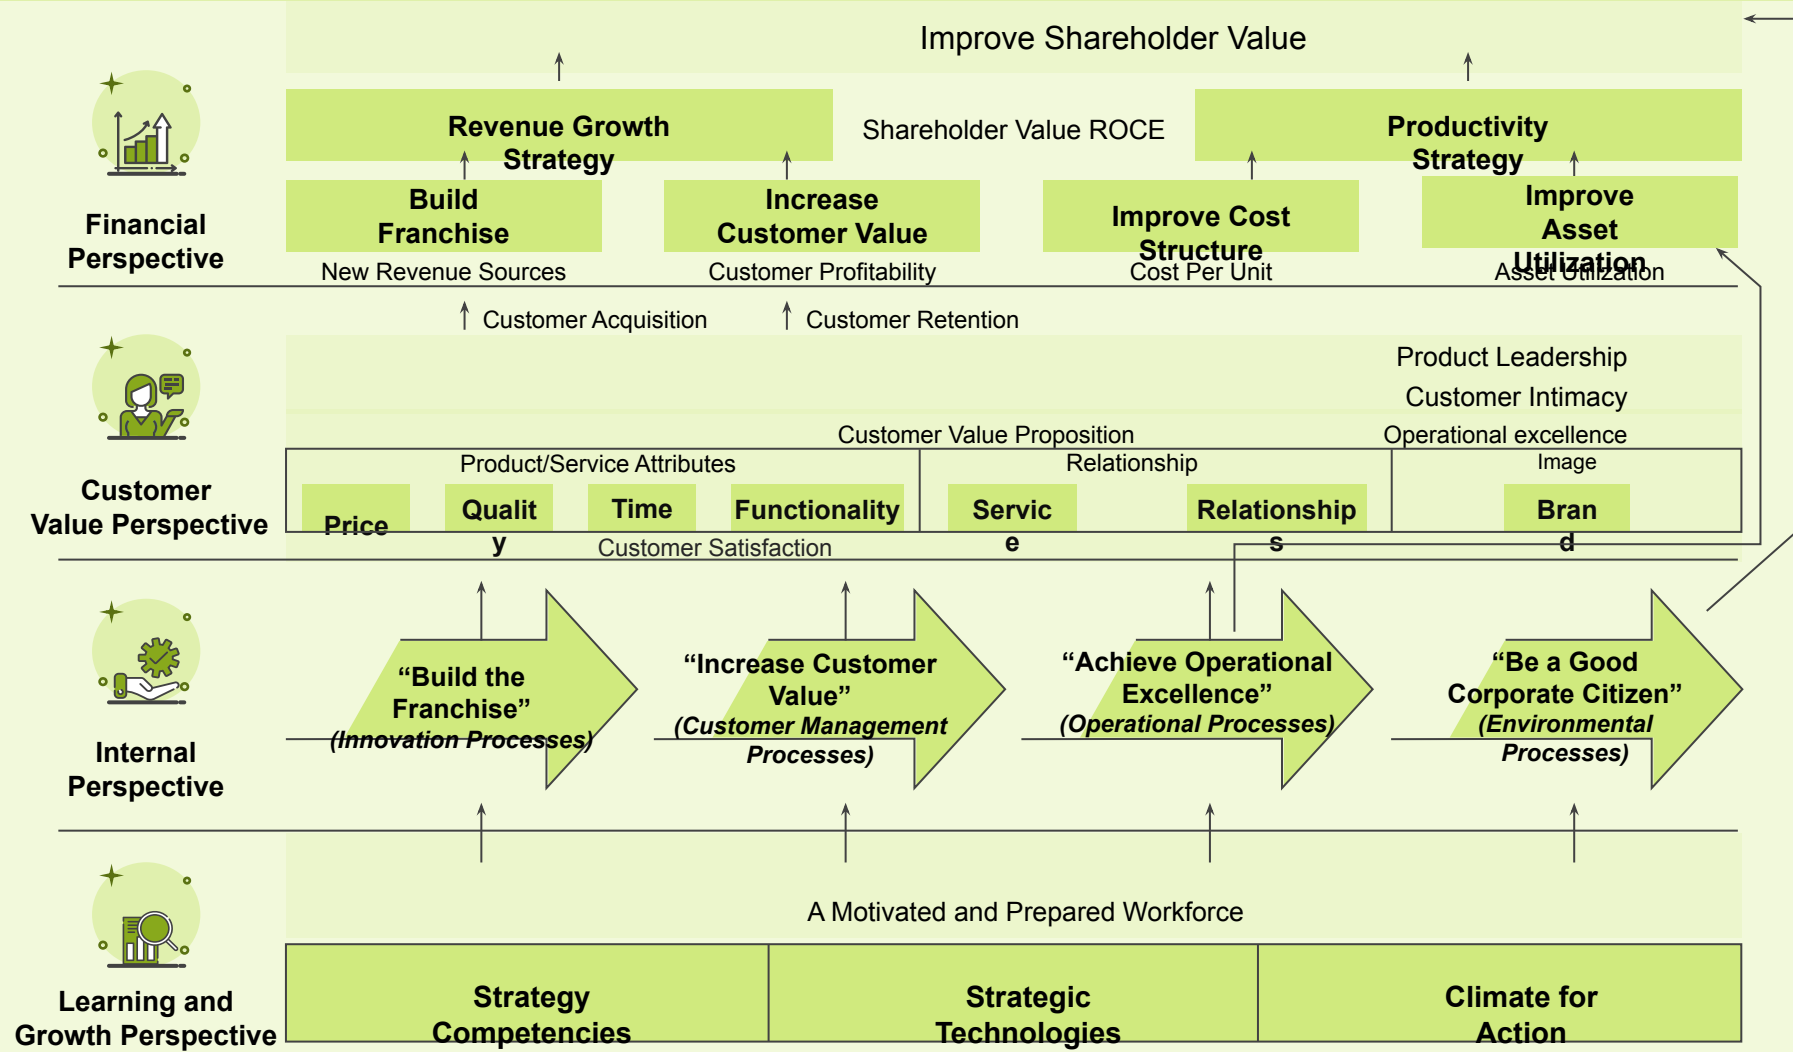 Improve Shareholder Value
Revenue Growth
Strategy
Shareholder Value ROCE
Productivity
Strategy
Financial
Perspective
Build
Franchise
Increase
Customer Value
Improve Cost
Structure
Improve
Asset
Utilization
New Revenue Sources
Customer Profitability
Cost Per Unit
Asset Utilization
Customer Acquisition
Customer Retention
Product Leadership
Customer Intimacy
Customer Value Proposition
Operational excellence
Customer
Value Perspective
Product/Service Attributes
Relationship
Image
Price
Qualit
y
Time
Functionality
Servic
e
Relationship
s
Bran
d
Customer Satisfaction
Internal
Perspective
“Build the
Franchise”
(Innovation Processes)
“Increase Customer
Value”
(Customer Management
Processes)
“Achieve Operational
Excellence”
(Operational Processes)
“Be a Good
Corporate Citizen”
(Environmental
Processes)
A Motivated and Prepared Workforce
Learning and
Growth Perspective
Strategy
Competencies
Strategic
Technologies
Climate for
Action